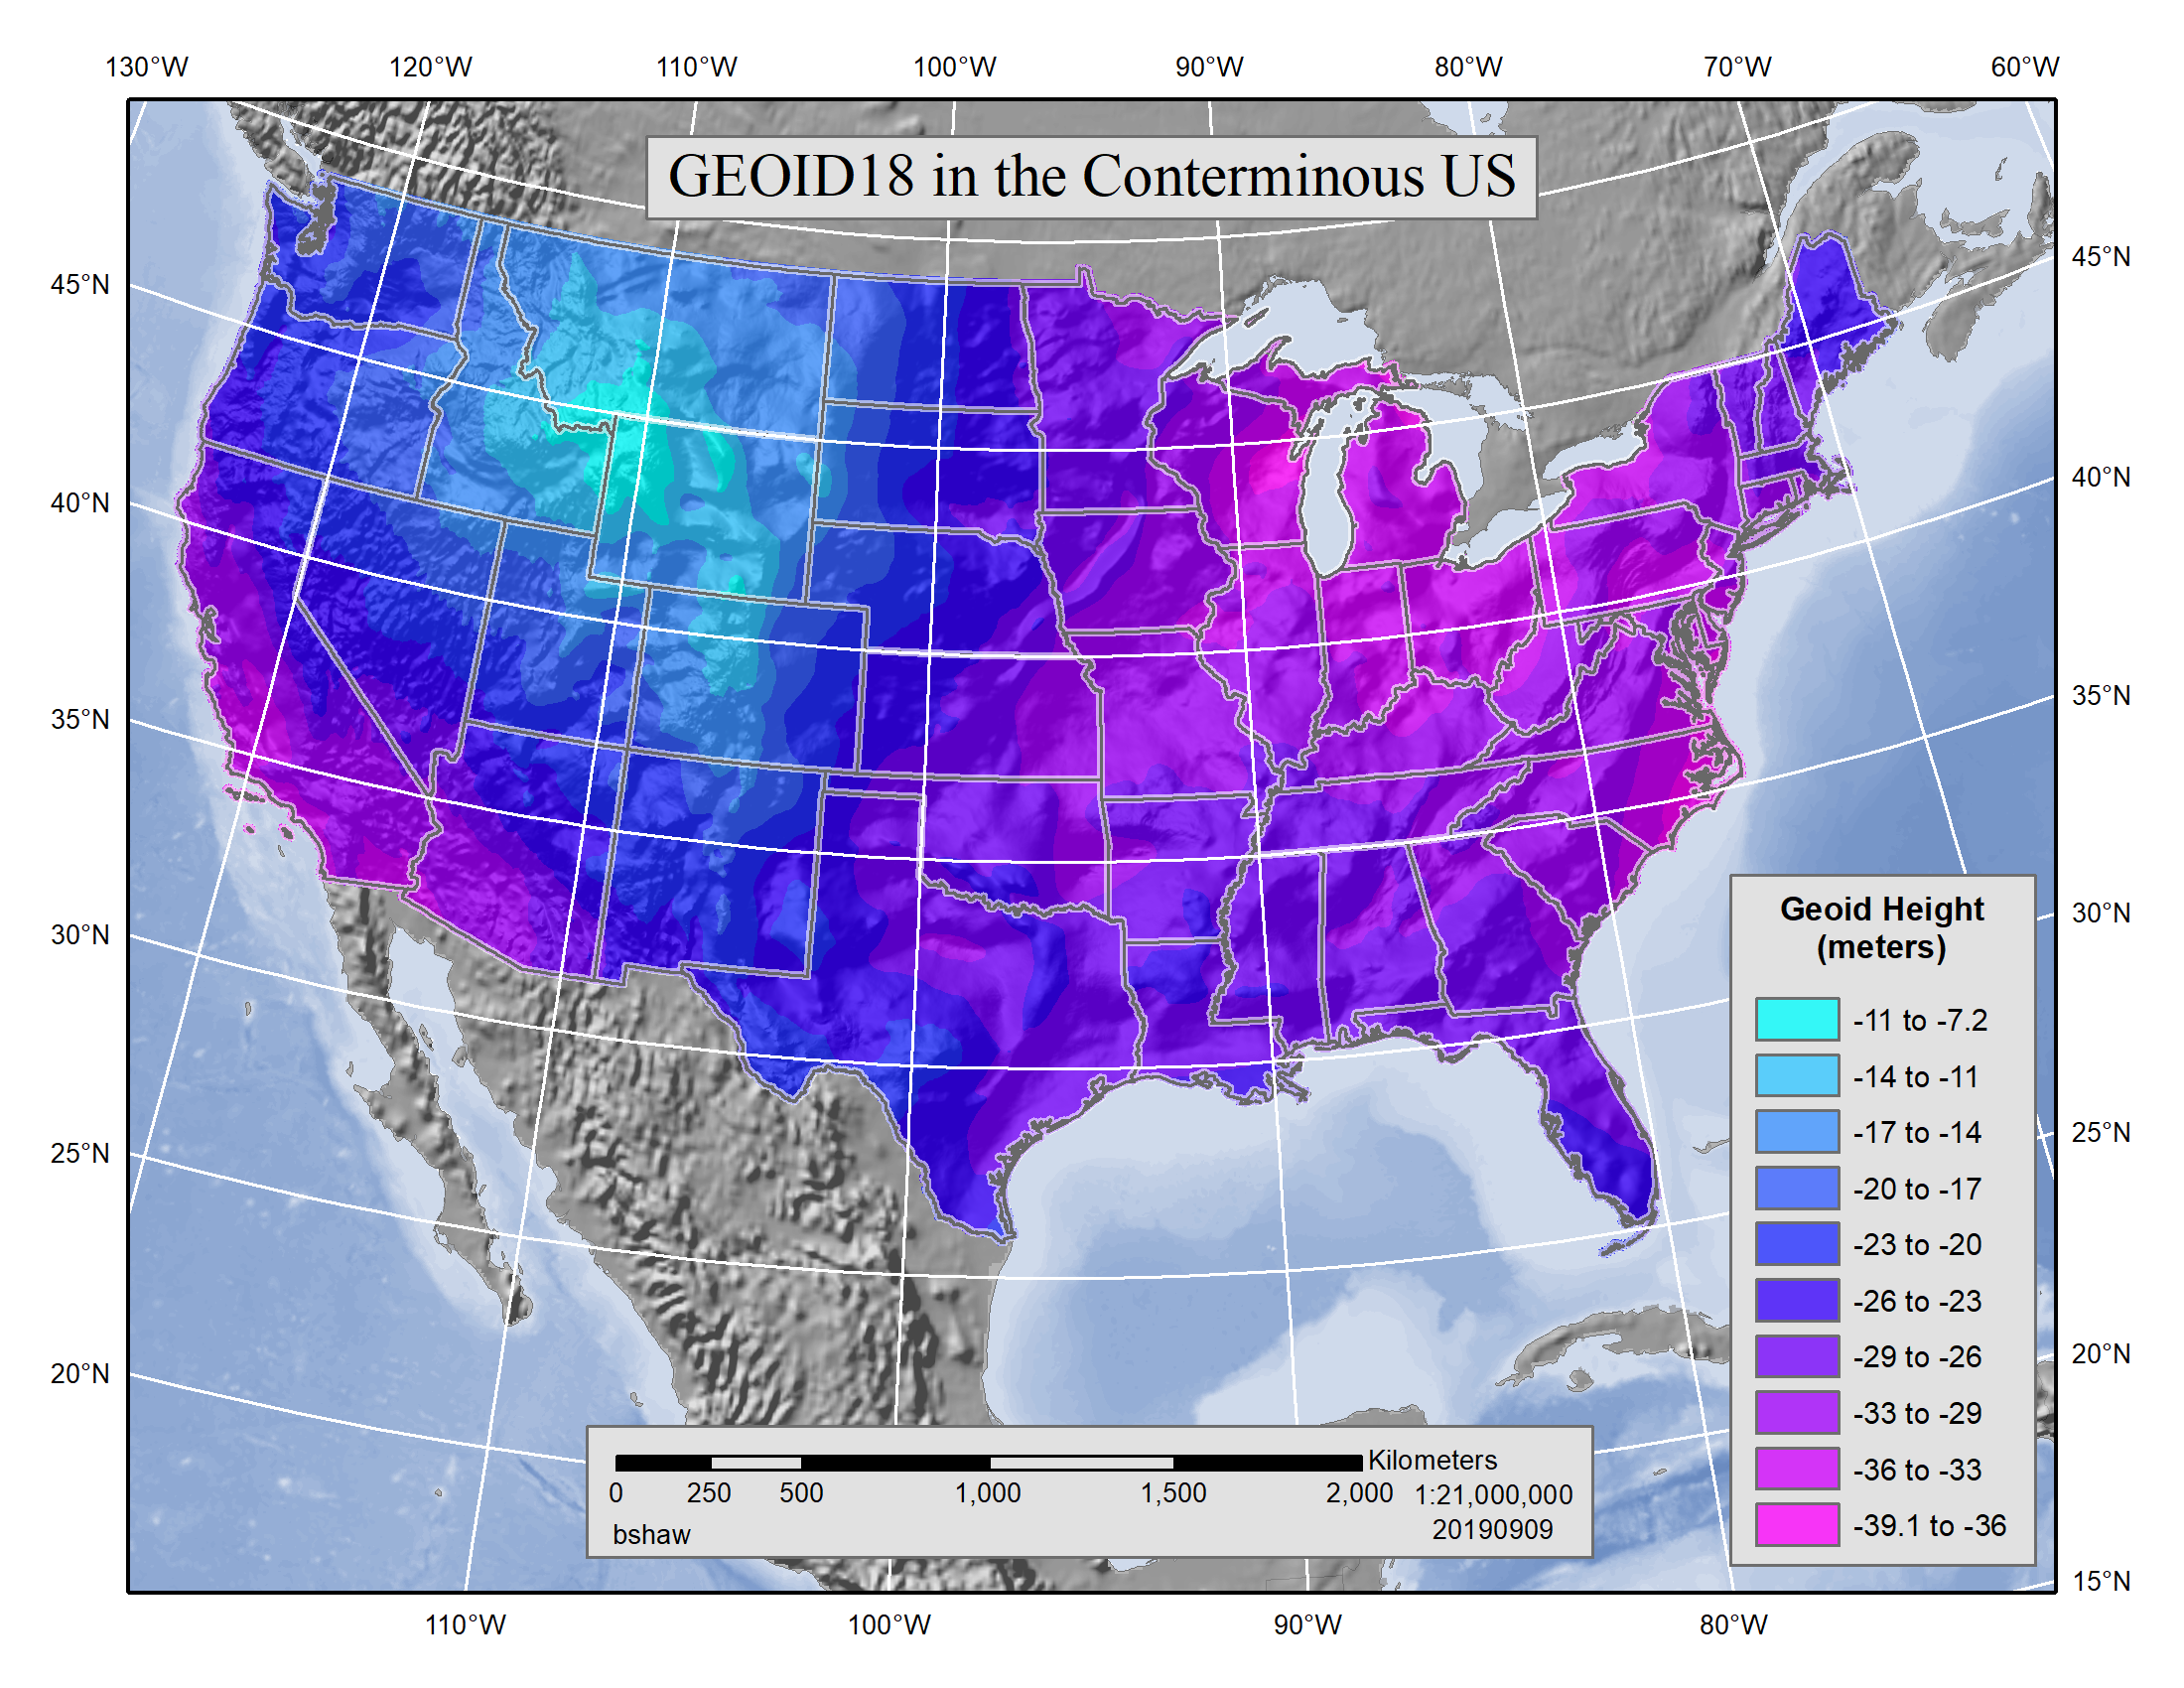 130°W 120°W 110°W 100°W 90°W 80°W 70°W 60°W
GEOID18 in the Conterminous US
45°N 45°N
40°N 40°N
35°N 35°N
30°N 30°N
25°N 25°N
20°N 20°N
15°N
Geoid Height
(meters)
-11 to -7.2
-14 to -11
-17 to -14
-20 to -17
-23 to -20
-26 to -23
-29 to -26
-33 to -29
-36 to -33
-39.1 to -36
Kilometers
0 250 500 1,000 1,500 2,000 1:21,000,000
bshaw 20190909
110°W 100°W 90°W 80°W